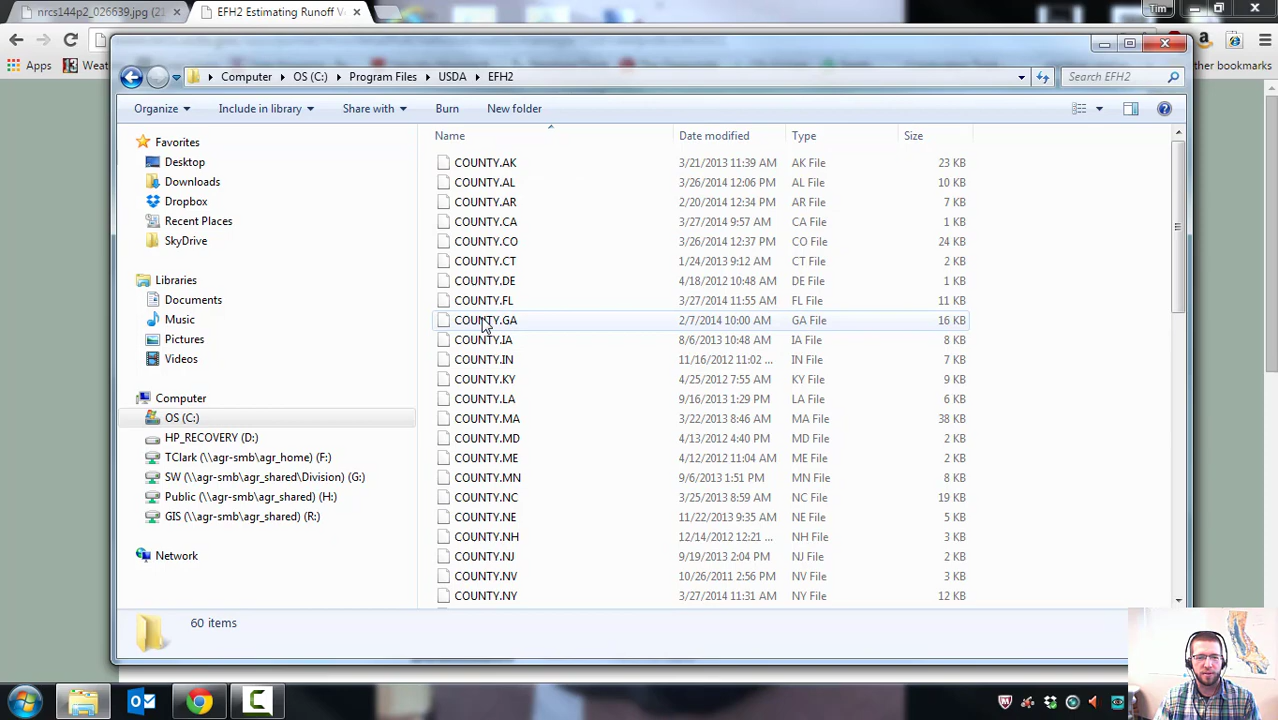 nrcs144p2_026639.jpg (
EFH2 Estimating Runoff V
Tim
Apps
Weat
her bookmarks
Computer
OS (C:)
Program Files
USDA
EFH2
Search EFH2
Organize
Include in library
Share with
Burn
New folder
Name
Date modified
Type
Size
Favorites
Desktop
Downloads
Dropbox
Recent Places
SkyDrive
Libraries
Documents
Music
Pictures
Videos
Computer
OS (C:)
HP_RECOVERY (D:)
TClark (\\agr-smb\agr_home) (F:)
SW (\\agr-smb\agr_shared\Division) (G:)
Public (\\agr-smb\agr_shared) (H:)
GIS (\\agr-smb\agr_shared) (R:)
Network
COUNTY.AK 3/21/2013 11:39 AM AK File 23 KB
COUNTY.AL 3/26/2014 12:06 PM AL File 10 KB
COUNTY.AR 2/20/2014 12:34 PM AR File 7 KB
COUNTY.CA 3/27/2014 9:57 AM CA File 1 KB
COUNTY.CO 3/26/2014 12:37 PM CO File 24 KB
COUNTY.CT 1/24/2013 9:12 AM CT File 2 KB
COUNTY.DE 4/18/2012 10:48 AM DE File 2 KB
COUNTY.FL 3/27/2014 11:55 AM FL File 11 KB
COUNTY.GA 2/7/2014 10:00 AM GA File 16 KB
COUNTY.IA 8/6/2013 10:48 AM IA File 8 KB
COUNTY.IN 11/16/2012 11:02 ... IN File 7 KB
COUNTY.KY 4/25/2012 7:55 AM KY File 9 KB
COUNTY.LA 9/16/2013 1:29 PM LA File 6 KB
COUNTY.MA 3/22/2013 8:46 AM MA File 38 KB
COUNTY.MD 4/13/2012 4:40 PM MD File 2 KB
COUNTY.ME 4/12/2012 11:04 AM ME File 2 KB
COUNTY.MN 9/6/2013 1:51 PM MN File 8 KB
COUNTY.NC 3/25/2013 8:59 AM NC File 19 KB
COUNTY.NE 11/22/2013 9:35 AM NE File 5 KB
COUNTY.NH 12/14/2012 12:21 ... NH File 3 KB
COUNTY.NJ 9/19/2013 2:04 PM NJ File 2 KB
COUNTY.NV 10/26/2011 2:56 PM NV File 3 KB
COUNTY.NY 3/27/2014 11:31 AM NY File 12 KB
60 items